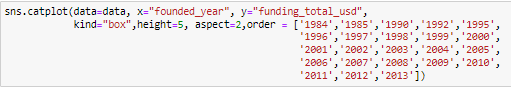 sns.catplot(data=data, x="founded_year", y="funding_total_usd",
kind="box",height=5, aspect=2,order = ['1984','1985','1990','1992','1995',
'1996','1997','1998','1999','2000',
'2001','2002','2003','2004','2005',
'2006','2007','2008','2009','2010',
'2011','2012','2013'])